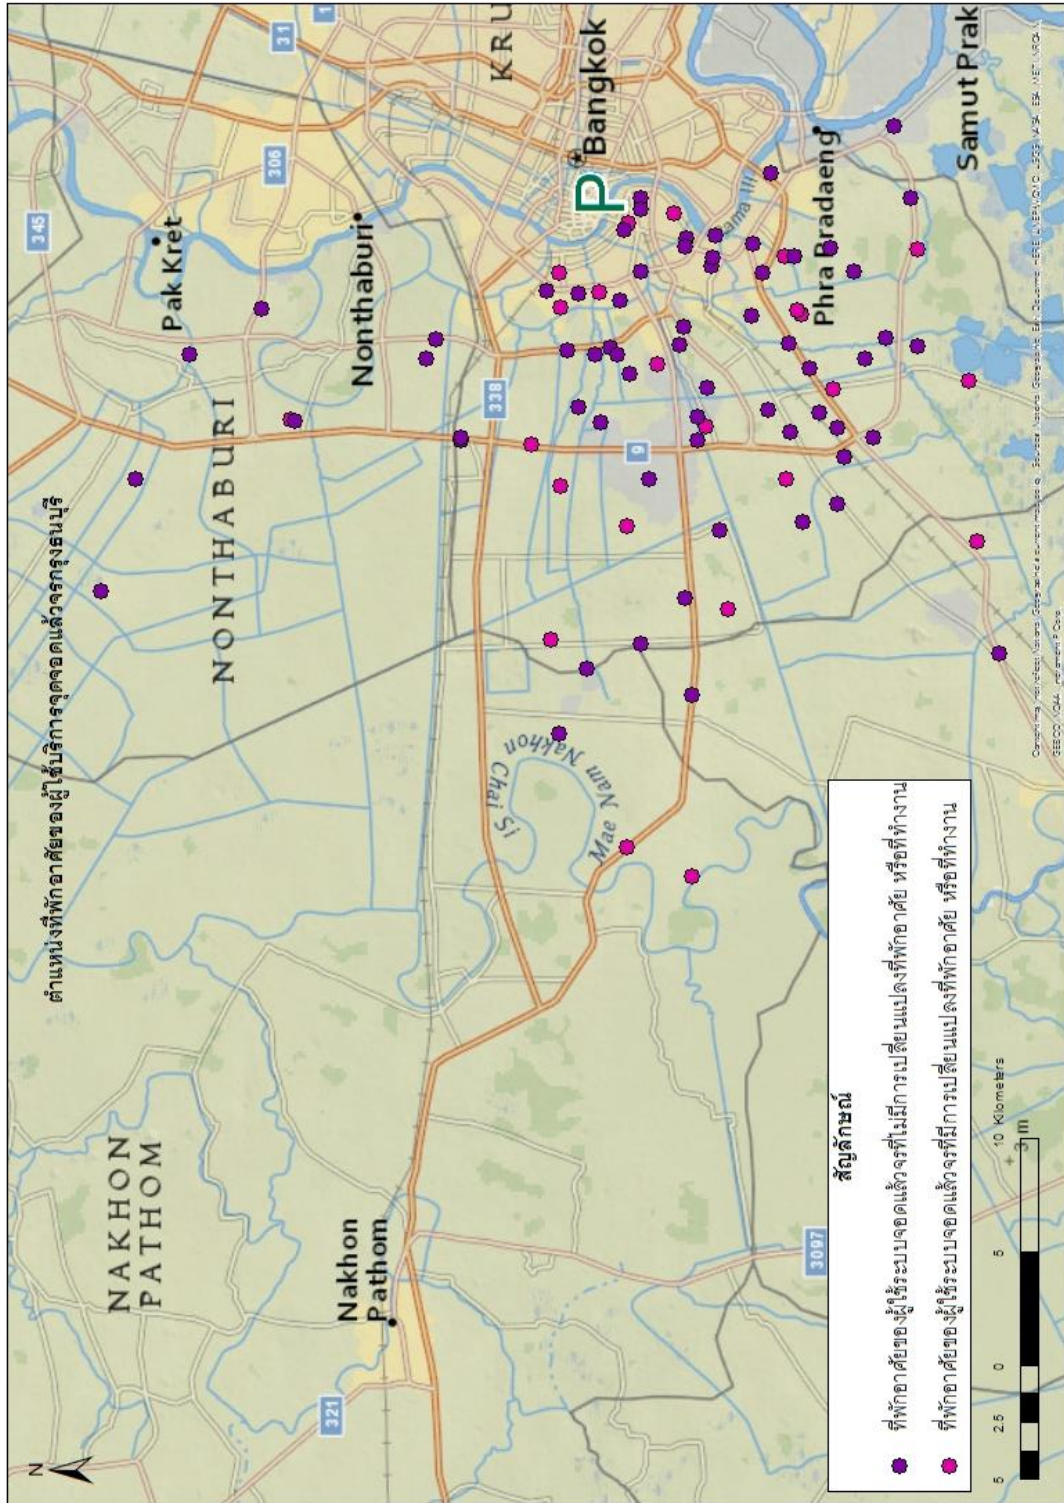 N
ตำแหน่งที่พักอาศัยของผู้ใช้บริการจุดจอดแล้วจรกรุงธนบุรี
345
31
1
306
Pak Kret
NAKHON
PATHOM
NONTHABURI
Nonthaburi
321
Nakhon
Pathom
338
KRU
Bangkok
P
Mae Nam Nakhon Chai Si
9
Phra Pradaeng
3097
Samut Prak
สัญลักษณ์
ที่พักอาศัยของผู้ใช้ระบบจอดแล้วจรที่ไม่มีการเปลี่ยนแปลงที่พักอาศัย หรือที่ทำงาน
ที่พักอาศัยของผู้ใช้ระบบจอดแล้วจรที่มีการเปลี่ยนแปลงที่พักอาศัย หรือที่ทำงาน
5 2.5 0 5 10 Kilometers